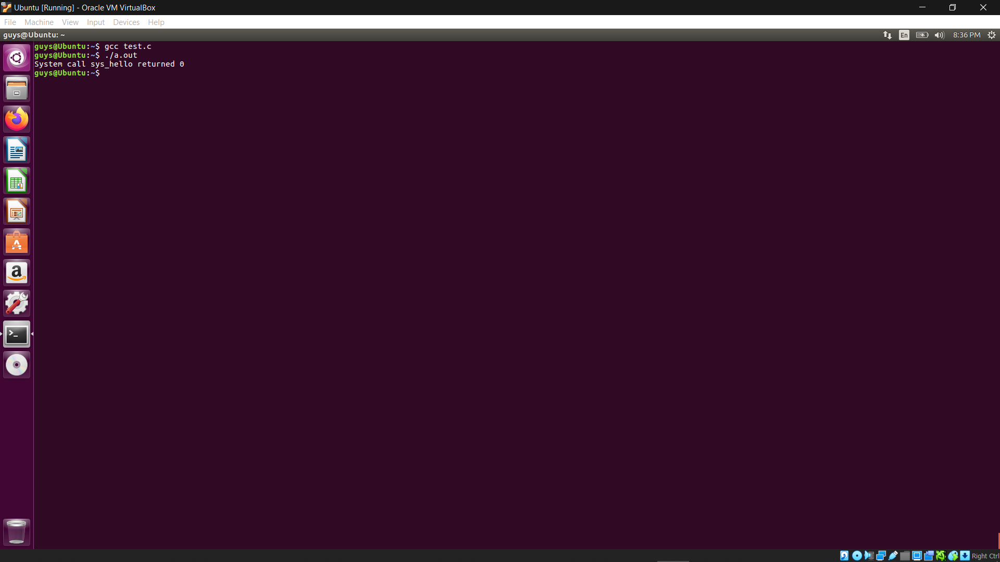 Ubuntu [Running] - Oracle VM VirtualBox
File Machine View Input Devices Help
guys@Ubuntu: ~ En 8:36 PM
guys@Ubuntu:~$ gcc test.c
guys@Ubuntu:~$ ./a.out
System call sys_hello returned 0
guys@Ubuntu:~$
Right Ctrl